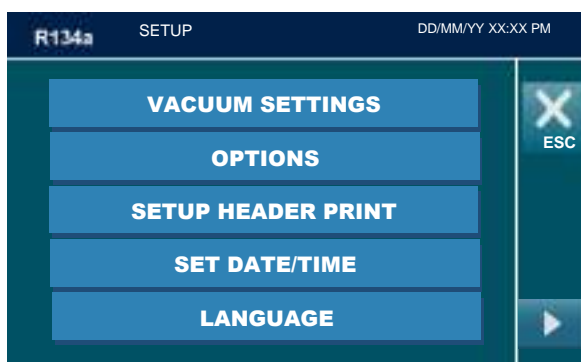 R134a SETUP DD/MM/YY XX:XX PM
VACUUM SETTINGS
ESC
OPTIONS
SETUP HEADER PRINT
SET DATE/TIME
LANGUAGE